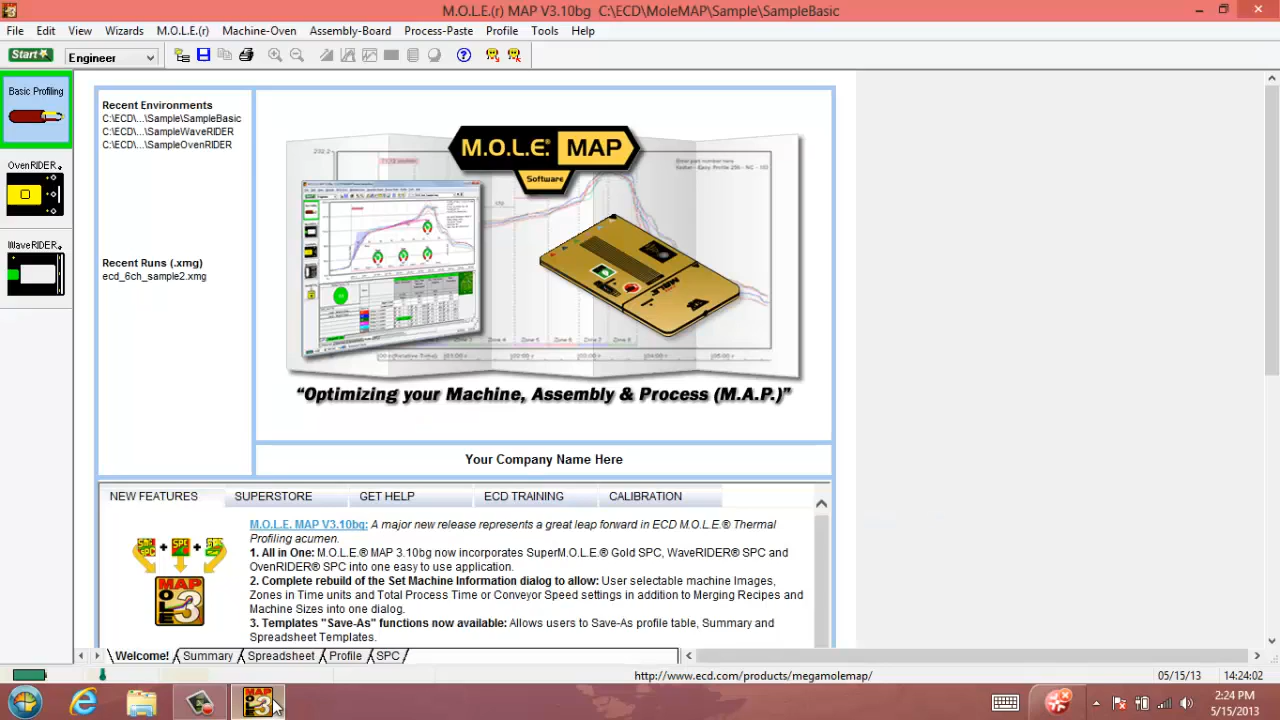 M.O.L.E.(r) MAP V3.10bg C:\ECD\MoleMAP\Sample\SampleBasic
File Edit View Wizards M.O.L.E.(r) Machine-Oven Assembly-Board Process-Paste Profile Tools Help
Start Engineer
Basic Profiling
OvenRIDER
WaveRIDER
Recent Environments
C:\ECD\...\Sample\SampleBasic
C:\ECD\...\SampleWaveRIDER
C:\ECD\...\SampleOvenRIDER
Recent Runs (.xmg)
ecd_6ch_sample2.xmg
M.O.L.E.® MAP
Software
“Optimizing your Machine, Assembly & Process (M.A.P.)”
Your Company Name Here
NEW FEATURES SUPERSTORE GET HELP ECD TRAINING CALIBRATION
M.O.L.E. MAP V3.10bg: A major new release represents a great leap forward in ECD M.O.L.E.® Thermal
Profiling acumen.
1. All in One: M.O.L.E.® MAP 3.10bg now incorporates SuperM.O.L.E.® Gold SPC, WaveRIDER® SPC and
OvenRIDER® SPC into one easy to use application.
2. Complete rebuild of the Set Machine Information dialog to allow: User selectable machine Images,
Zones in Time units and Total Process Time or Conveyor Speed settings in addition to Merging Recipes and
Machine Sizes into one dialog.
3. Templates "Save-As" functions now available: Allows users to Save-As profile table, Summary and
Spreadsheet Templates.
MAP
MOLE 3
Welcome! Summary Spreadsheet Profile SPC
http://www.ecd.com/products/megamolemap/ 05/15/13 14:24:02
2:24 PM
5/15/2013